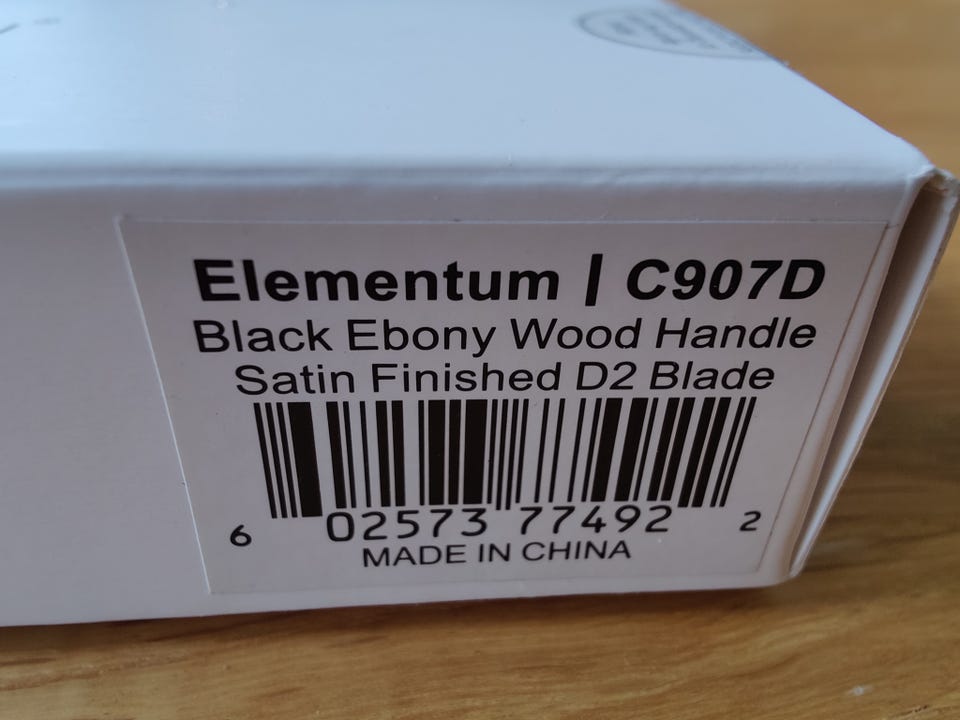 Elementum | C907D
Black Ebony Wood Handle
Satin Finished D2 Blade
6 02573 77492 2
MADE IN CHINA